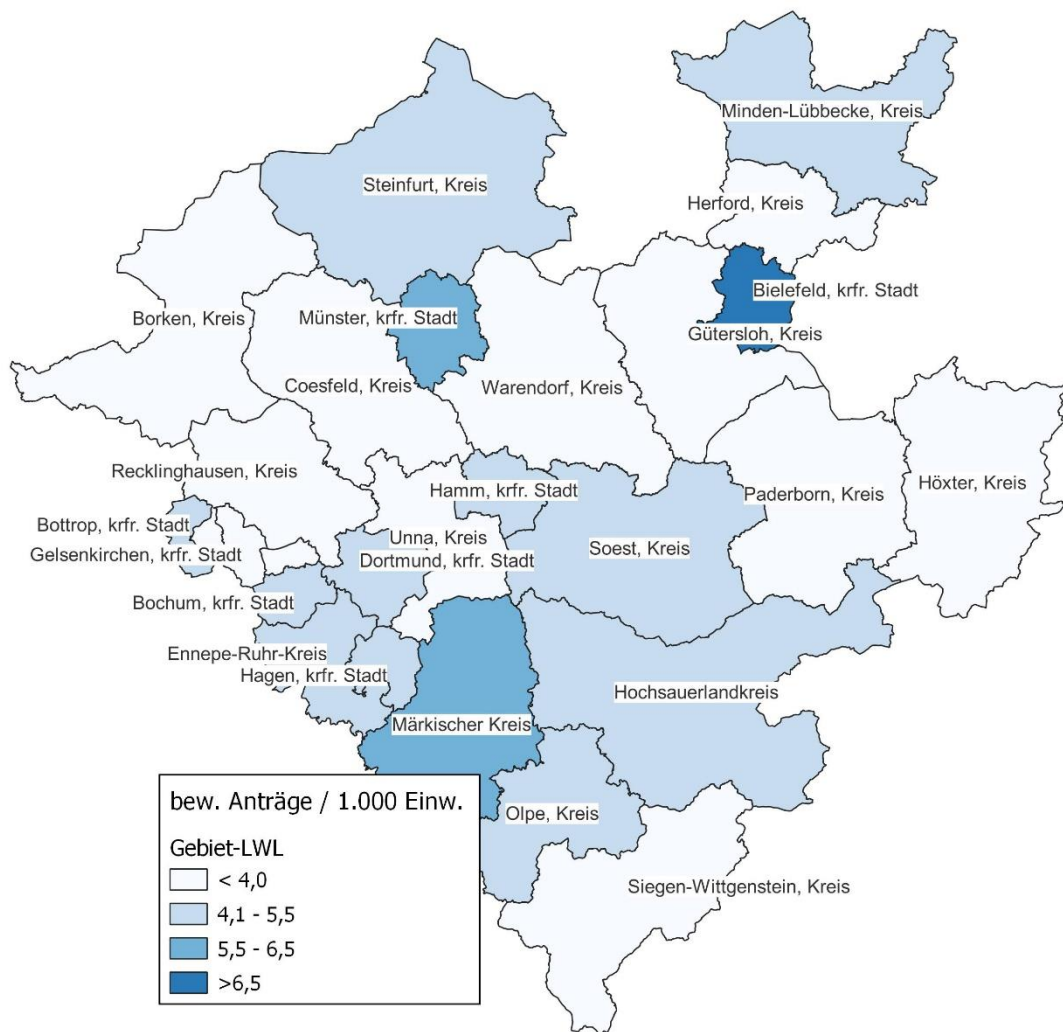 Minden-Lübbecke, Kreis
Steinfurt, Kreis
Herford, Kreis
Bielefeld, krfr. Stadt
Borken, Kreis
Münster, krfr. Stadt
Gütersloh, Kreis
Coesfeld, Kreis
Warendorf, Kreis
Recklinghausen, Kreis
Hamm, krfr. Stadt
Paderborn, Kreis
Höxter, Kreis
Bottrop, krfr. Stadt
Unna, Kreis
Soest, Kreis
Gelsenkirchen, krfr. Stadt
Dortmund, krfr. Stadt
Bochum, krfr. Stadt
Ennepe-Ruhr-Kreis
Hagen, krfr. Stadt
Hochsauerlandkreis
Märkischer Kreis
Olpe, Kreis
Siegen-Wittgenstein, Kreis
bew. Anträge / 1.000 Einw.
Gebiet-LWL
< 4,0
4,1 - 5,5
5,5 - 6,5
>6,5